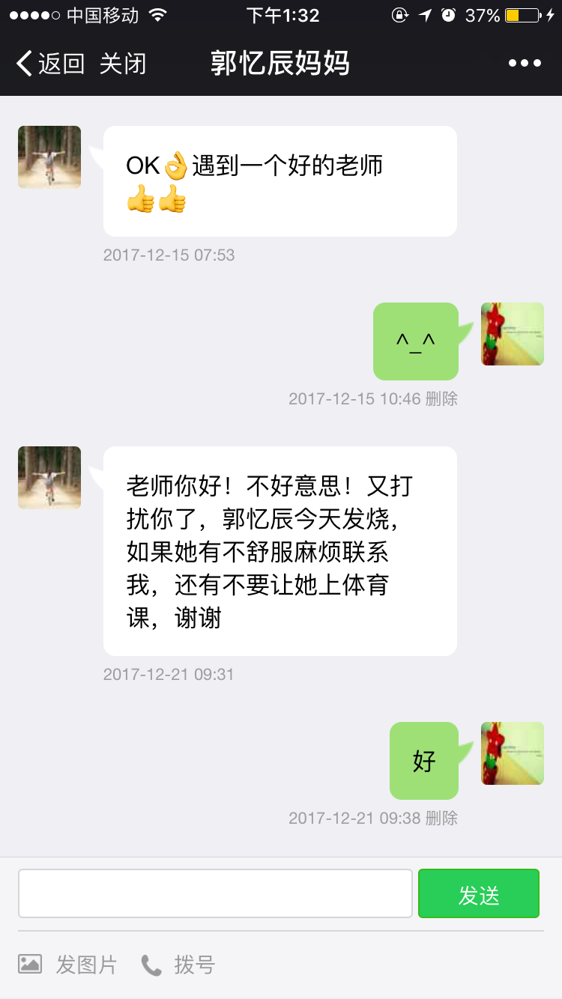 中国移动 下午1:32 37%
返回 关闭 郭忆辰妈妈
OK👌遇到一个好的老师
👍👍
2017-12-15 07:53
^_^
2017-12-15 10:46 删除
老师你好！不好意思！又打
扰你了，郭忆辰今天发烧，
如果她有不舒服麻烦联系
我，还有不要让她上体育
课，谢谢
2017-12-21 09:31
好
2017-12-21 09:38 删除
发送
发图片 拨号